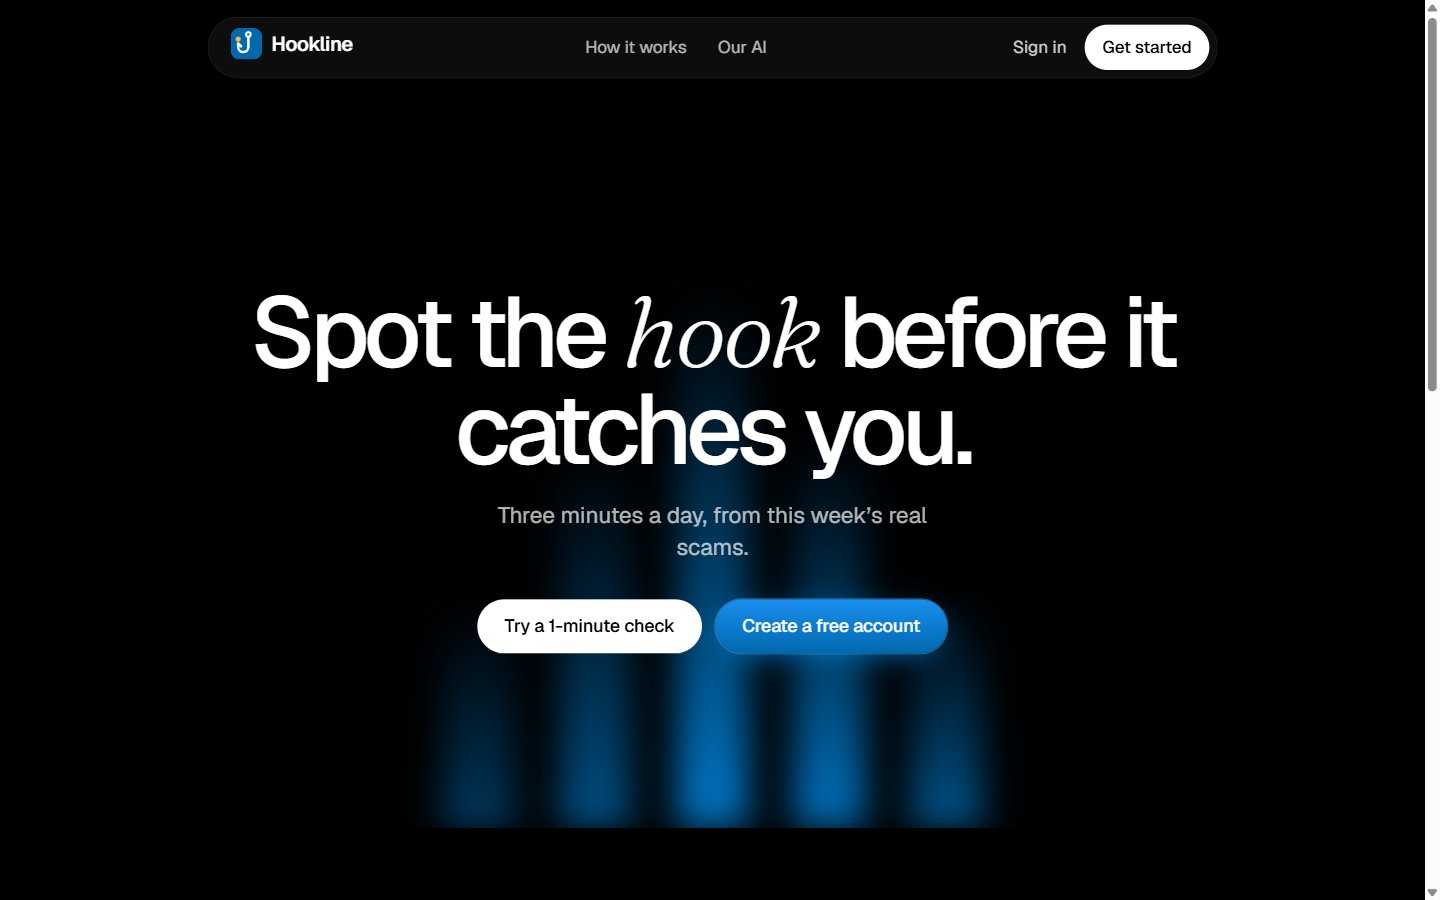 Hookline
How it works
Our AI
Sign in
Get started
Spot the hook before it
catches you.
Three minutes a day, from this week’s real
scams.
Try a 1-minute check
Create a free account